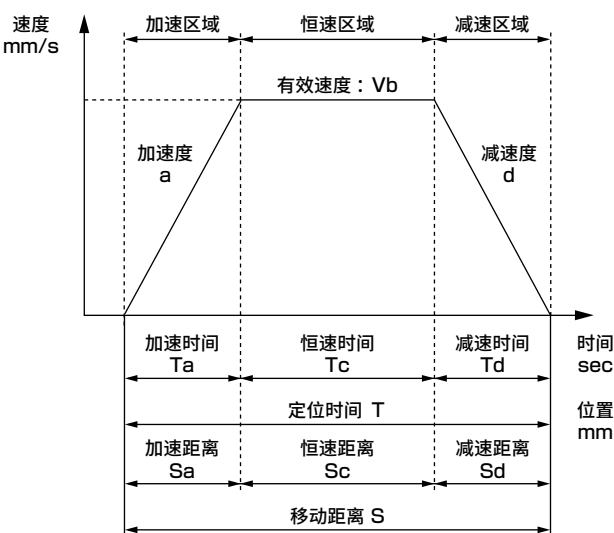 速度
mm/s
加速区域
恒速区域
减速区域
有效速度：Vb
加速度
a
减速度
d
加速时间
Ta
恒速时间
Tc
减速时间
Td
时间
sec
定位时间 T
位置
mm
加速距离
Sa
恒速距离
Sc
减速距离
Sd
移动距离 S